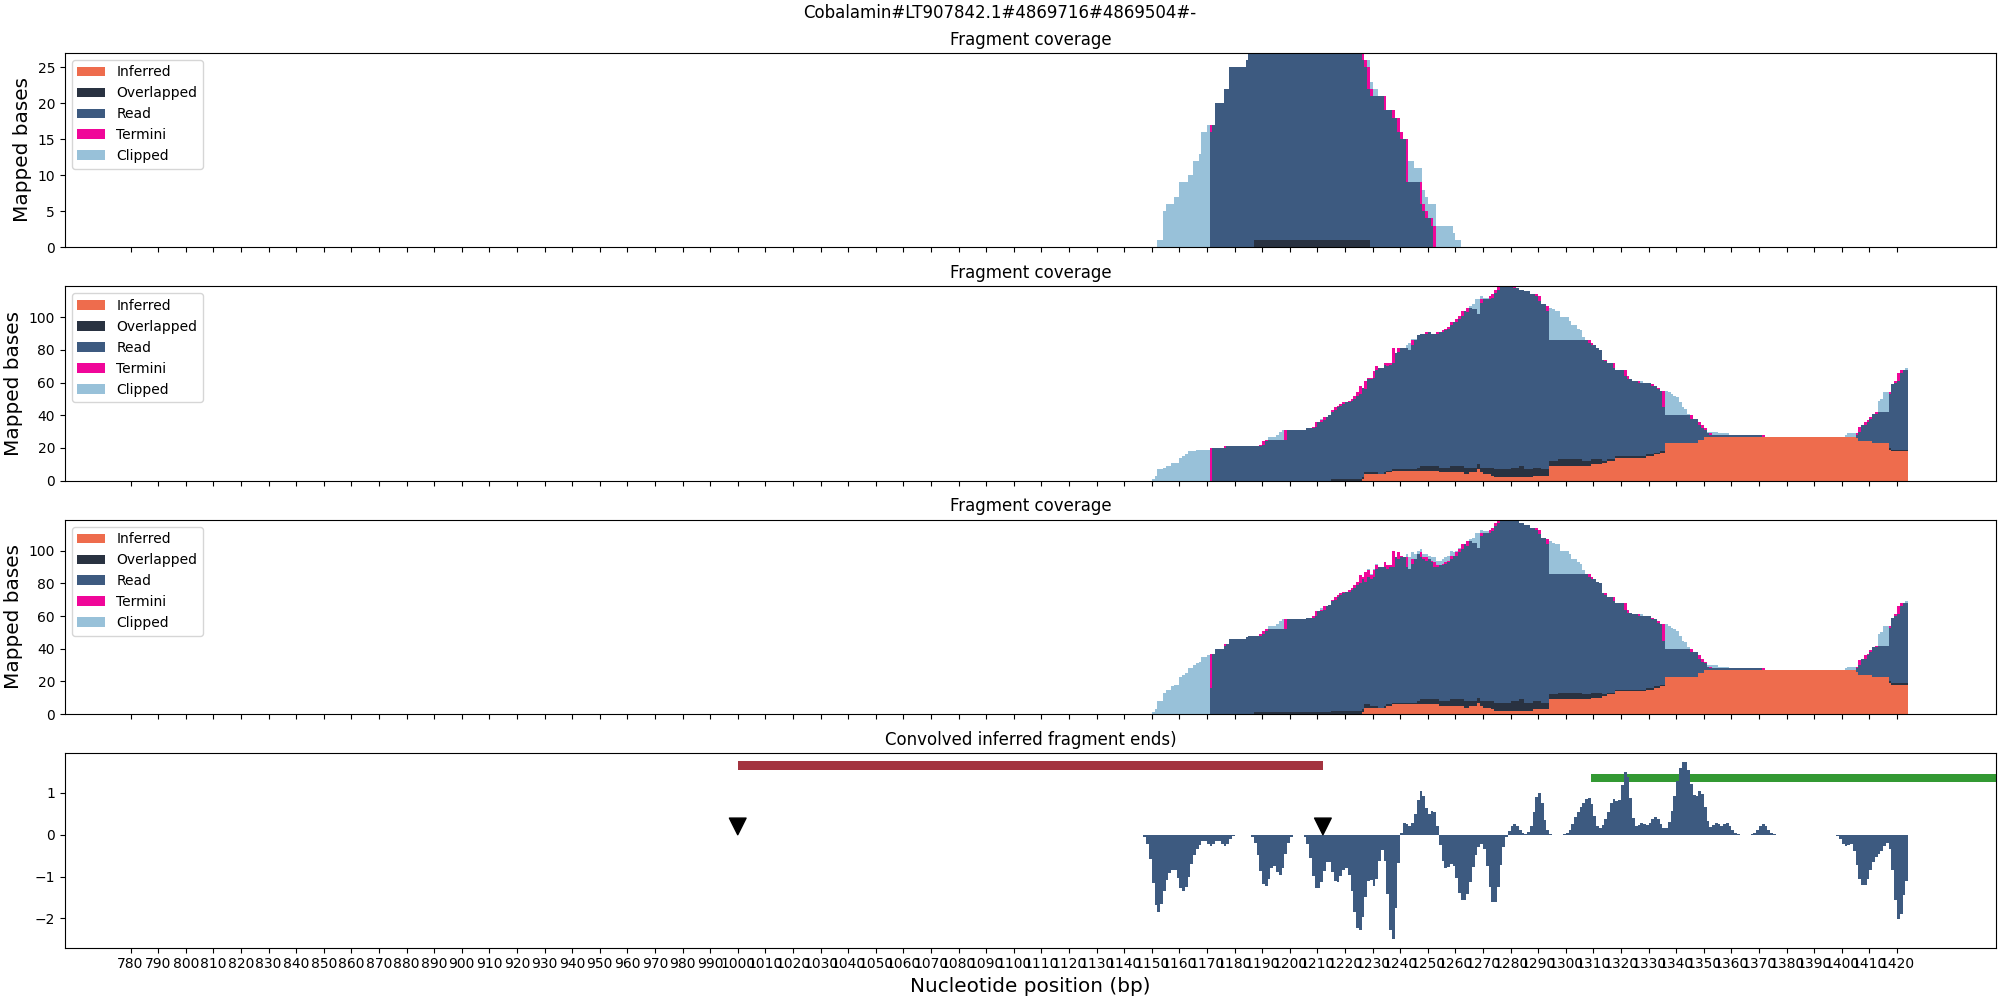 Cobalamin#LT907842.1#4869716#4869504#-
Fragment coverage
Mapped bases
25
20
15
10
5
0
Inferred
Overlapped
Read
Termini
Clipped
Fragment coverage
Mapped bases
100
80
60
40
20
0
Inferred
Overlapped
Read
Termini
Clipped
Fragment coverage
Mapped bases
100
80
60
40
20
0
Inferred
Overlapped
Read
Termini
Clipped
Convolved inferred fragment ends)
1
0
−1
−2
780 790 800 810 820 830 840 850 860 870 880 890 900 910 920 930 940 950 960 970 980 990 1000 1010 1020 1030 1040 1050 1060 1070 1080 1090 1100 1110 1120 1130 1140 1150 1160 1170 1180 1190 1200 1210 1220 1230 1240 1250 1260 1270 1280 1290 1300 1310 1320 1330 1340 1350 1360 1370 1380 1390 1400 1410 1420
Nucleotide position (bp)